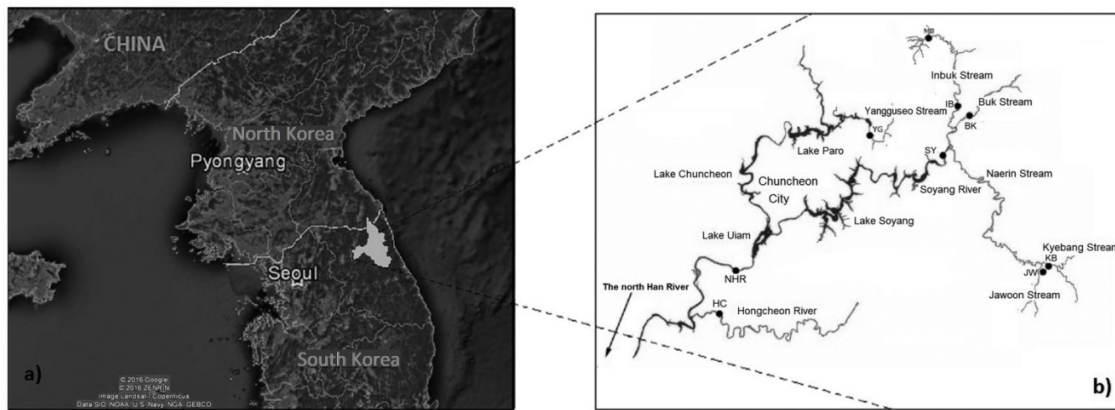 CHINA
North Korea
Pyongyang
Seoul
South Korea
a)
© 2016 Google
© 2016 ZENRIN
Image Landsat / Copernicus
Data SIO, NOAA, U.S. Navy, NGA, GEBCO
MB
Inbuk Stream
IB
Buk Stream
BK
Yangguseo Stream
YG
Lake Paro
SY
Lake Chuncheon
Chuncheon
City
Soyang River
Naerin Stream
Lake Soyang
Lake Uiam
Kyebang Stream
KB
JW
NHR
Jawoon Stream
The north Han River
HC
Hongcheon River
b)